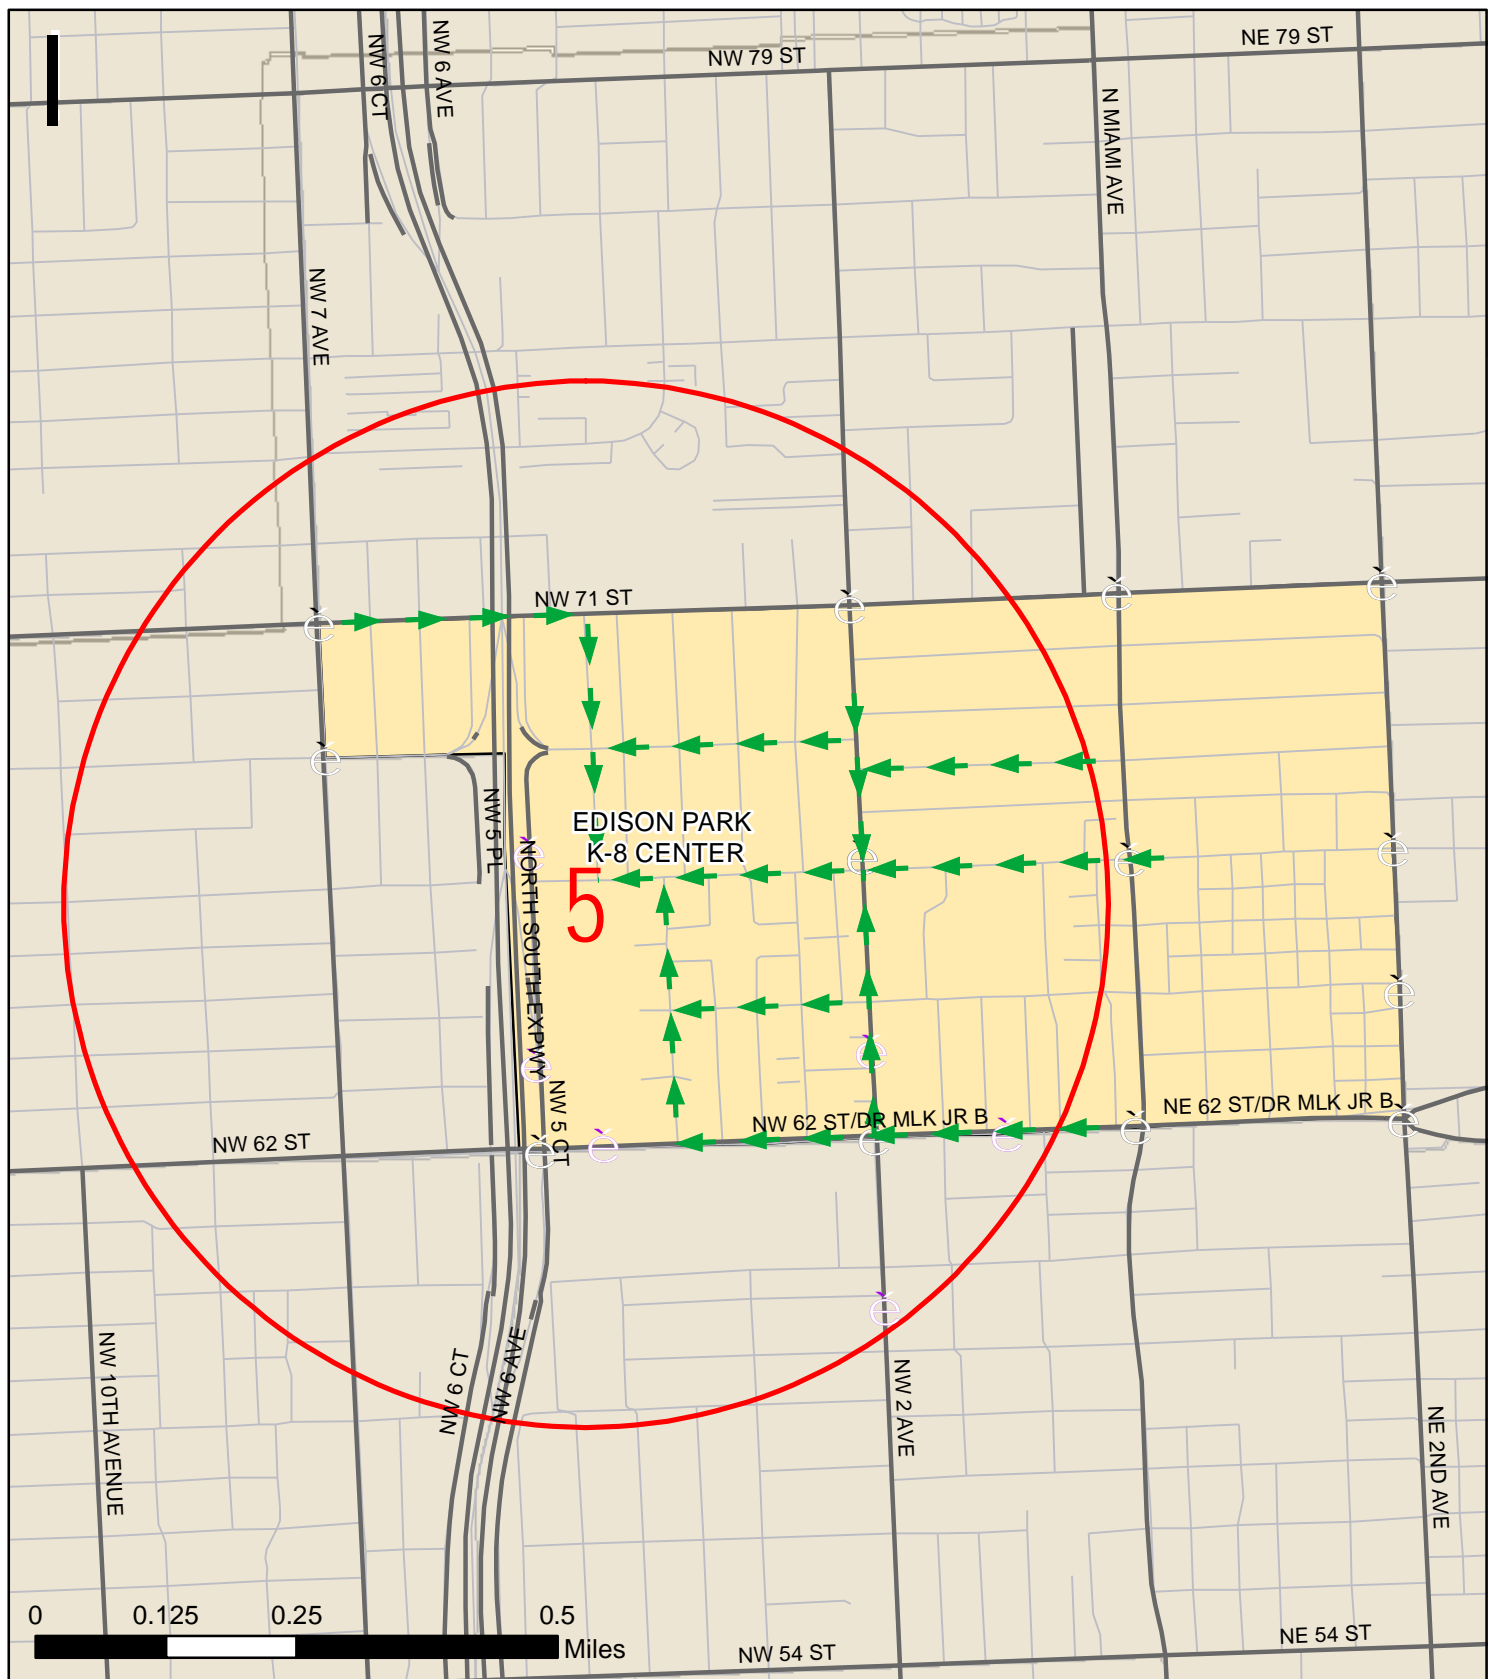 NW 6 CT
NW 6 AVE
NW 79 ST
NE 79 ST
N MIAMI AVE
NW 7 AVE
NW 71 ST
EDISON PARK
K-8 CENTER
5
NW 5 PL
NORTH SOUTH EXPWY
NW 5 CT
NW 62 ST
NW 62 ST/DR MLK JR B
NE 62 ST/DR MLK JR B
NW 10TH AVENUE
NW 6 CT
NW 6 AVE
NW 2 AVE
NE 2ND AVE
0 0.125 0.25 0.5
Miles
NW 54 ST
NE 54 ST